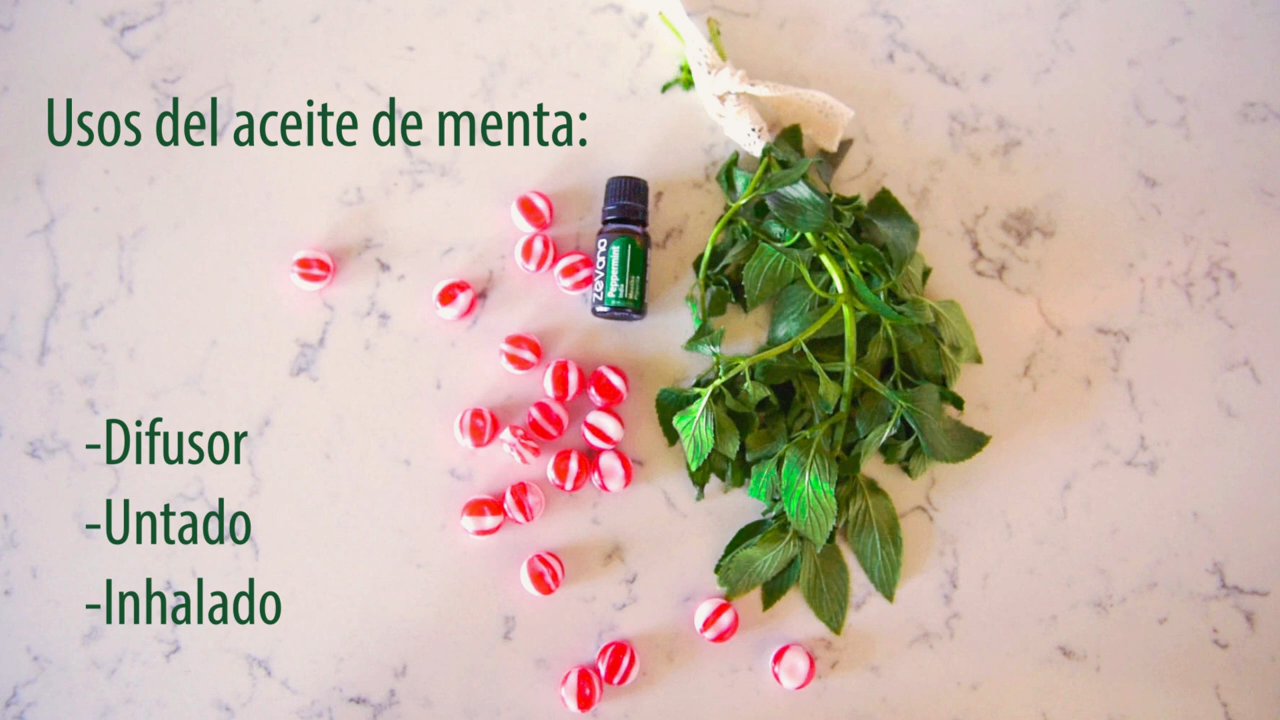 Usos del aceite de menta:
zevana
Peppermint
-Difusor
-Untado
-Inhalado